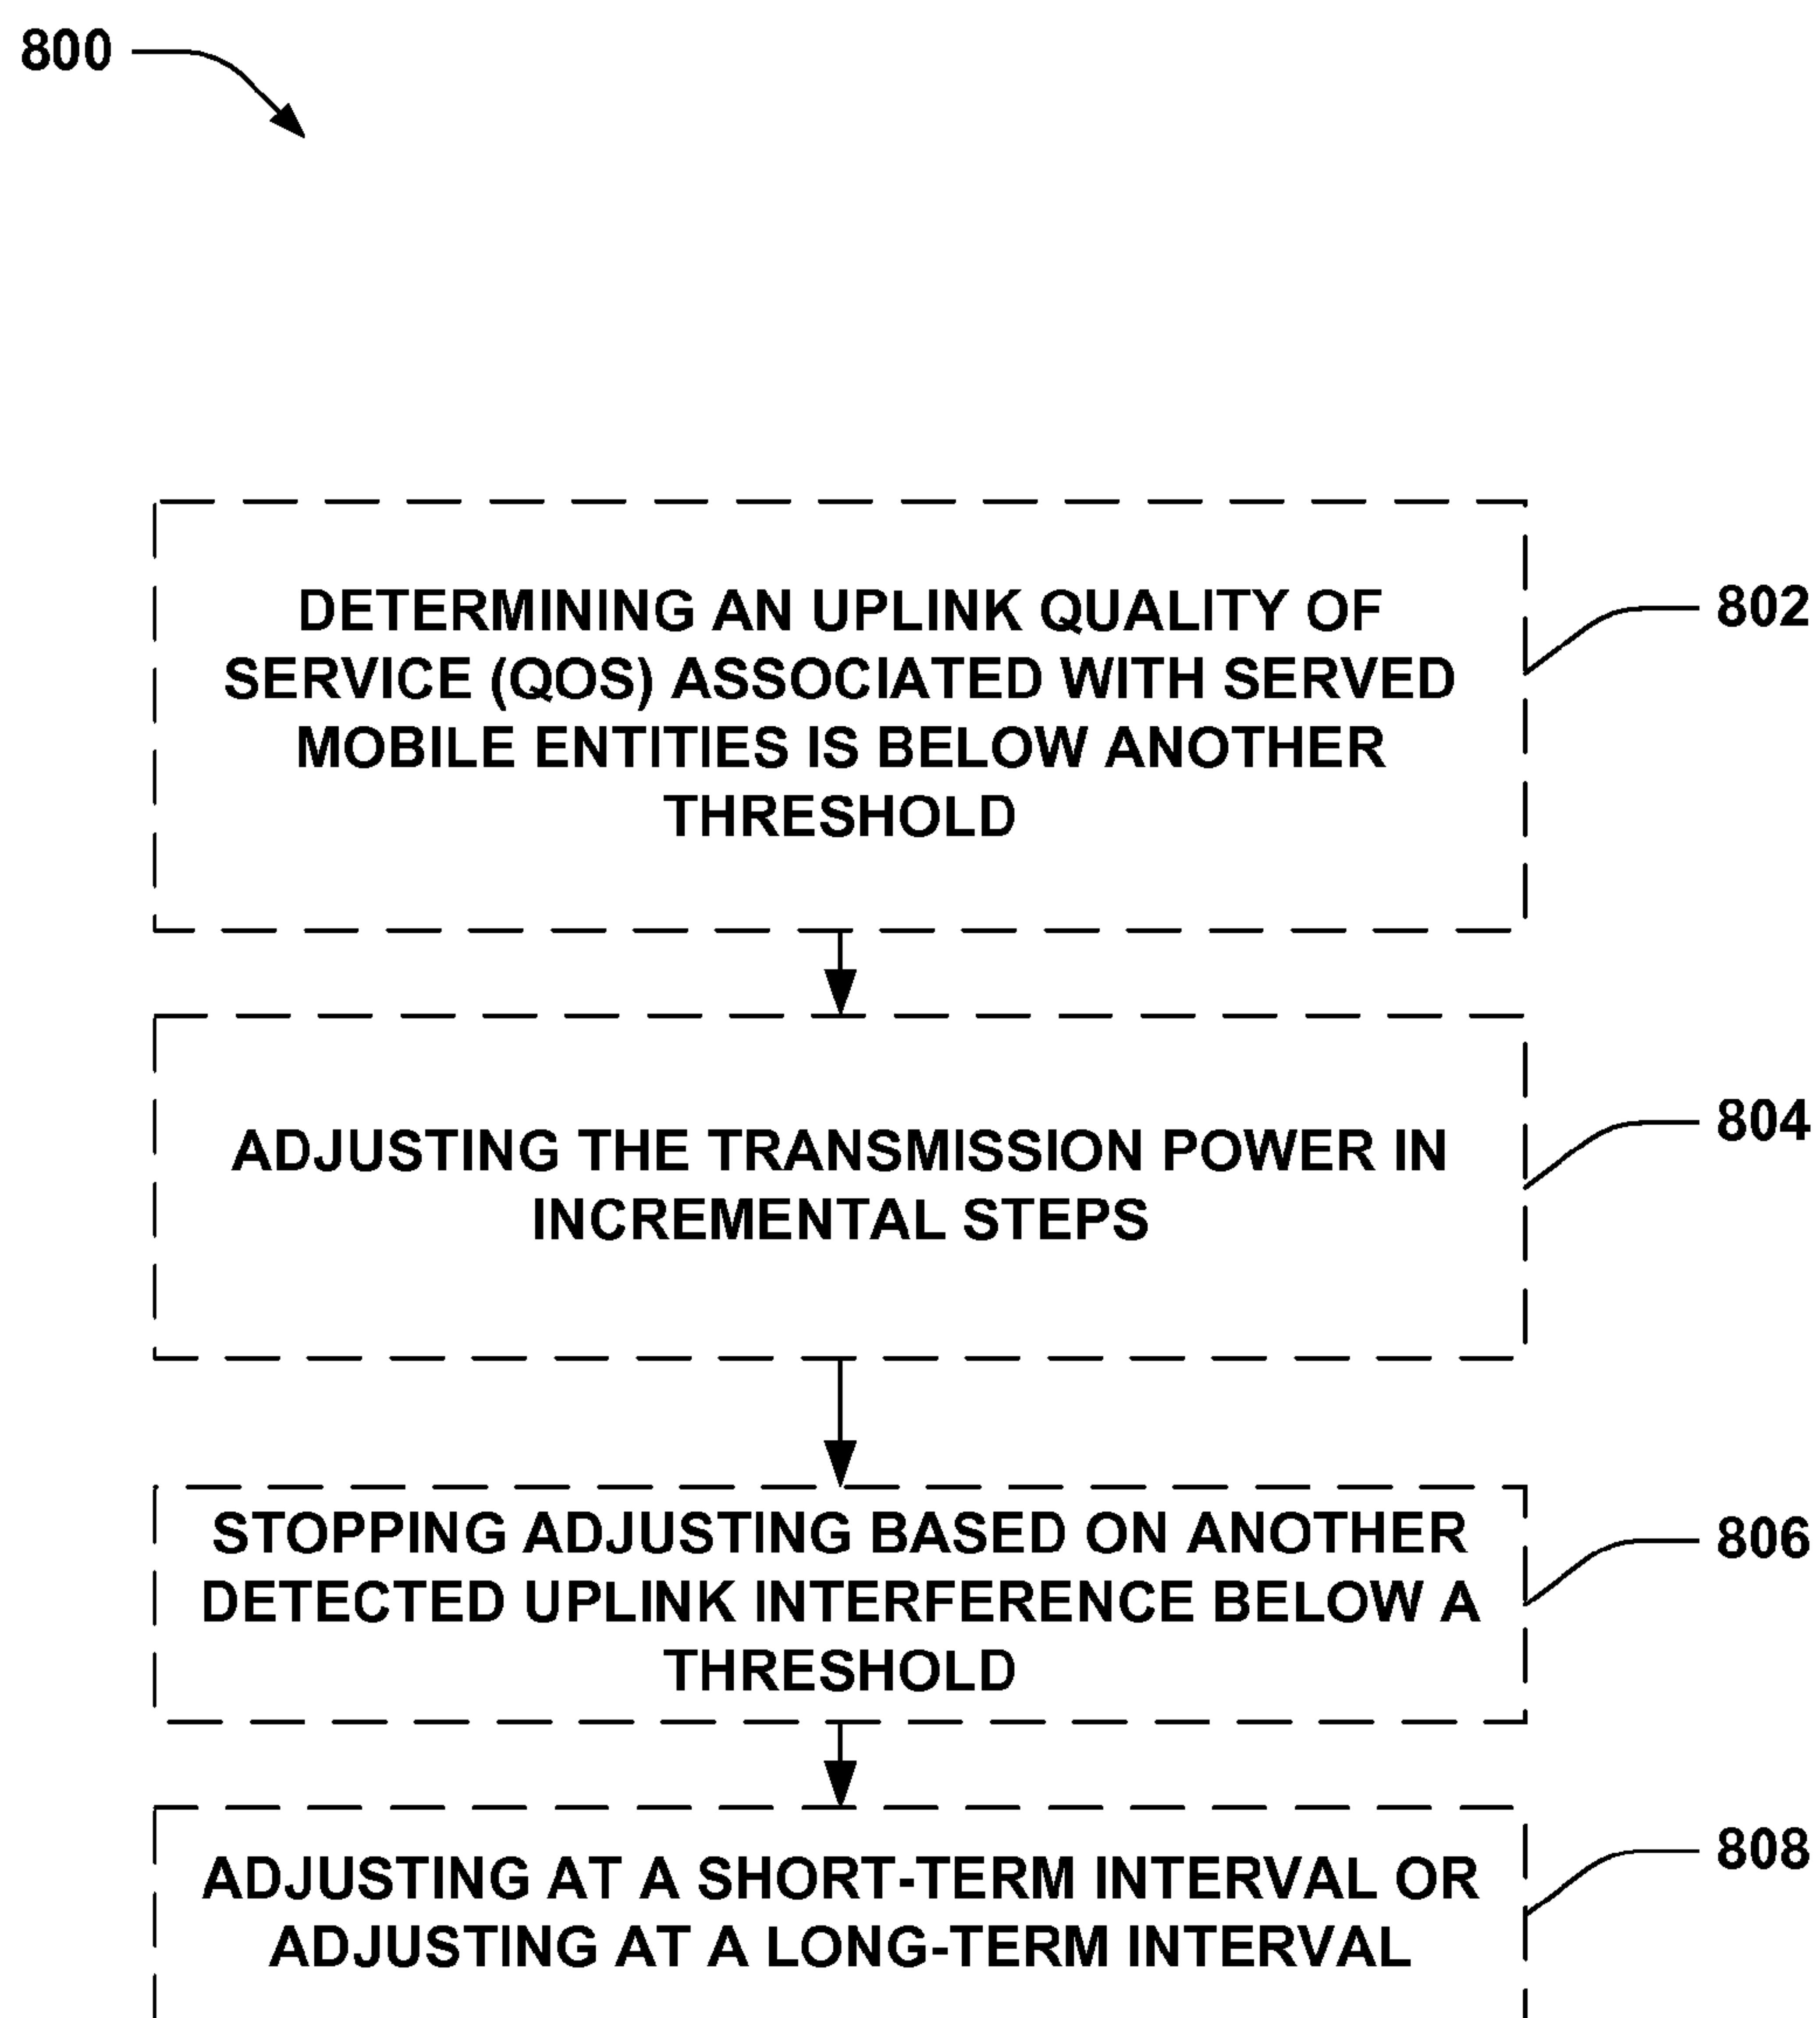 800
DETERMINING AN UPLINK QUALITY OF
SERVICE (QOS) ASSOCIATED WITH SERVED
MOBILE ENTITIES IS BELOW ANOTHER
THRESHOLD
802
ADJUSTING THE TRANSMISSION POWER IN
INCREMENTAL STEPS
804
STOPPING ADJUSTING BASED ON ANOTHER
DETECTED UPLINK INTERFERENCE BELOW A
THRESHOLD
806
ADJUSTING AT A SHORT-TERM INTERVAL OR
ADJUSTING AT A LONG-TERM INTERVAL
808